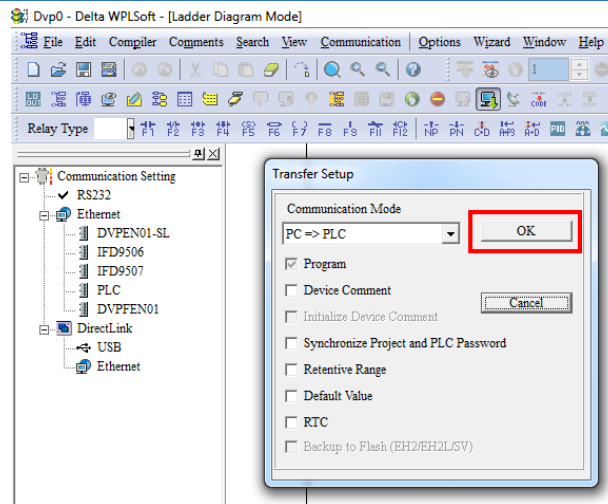 Dvp0 - Delta WPLSoft - [Ladder Diagram Mode]
File Edit Compiler Comments Search View Communication Options Wizard Window Help
1
LD OUT CODE CODE
Relay Type F1 F2 F3 F4 F5 F6 F7 F8 F9 F11 F12 NP PN C-D A+D PID
Communication Setting
RS232
Ethernet
DVPEN01-SL
IFD9506
IFD9507
PLC
DVPFEN01
DirectLink
USB
Ethernet
Transfer Setup
Communication Mode
PC => PLC
OK
Program
Device Comment
Cancel
Initialize Device Comment
Synchronize Project and PLC Password
Retentive Range
Default Value
RTC
Backup to Flash (EH2/EH2L/SV)